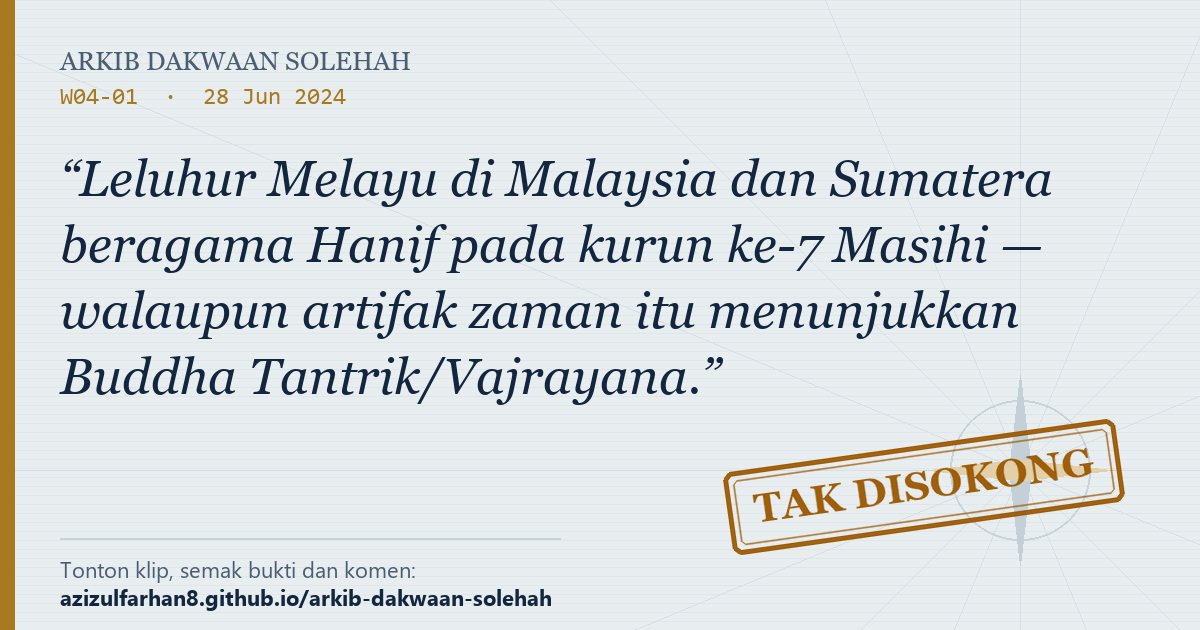 ARKIB DAKWAAN SOLEHAH
W04-01 · 28 Jun 2024
“Leluhur Melayu di Malaysia dan Sumatera
beragama Hanif pada kurun ke-7 Masihi —
walaupun artifak zaman itu menunjukkan
Buddha Tantrik/Vajrayana.”
TAK DISOKONG
Tonton klip, semak bukti dan komen:
azizulfarhan8.github.io/arkib-dakwaan-solehah